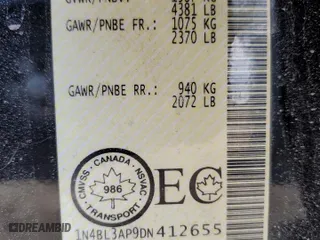 4381 LB
GAWR/PNBE FR.: 1075 KG
2370 LB
GAWR/PNBE RR.: 940 KG
2072 LB
CMVSS · CANADA · NSVAC
986
TRANSPORT
EC
1N4BL3AP9DN412655
DREAMBID